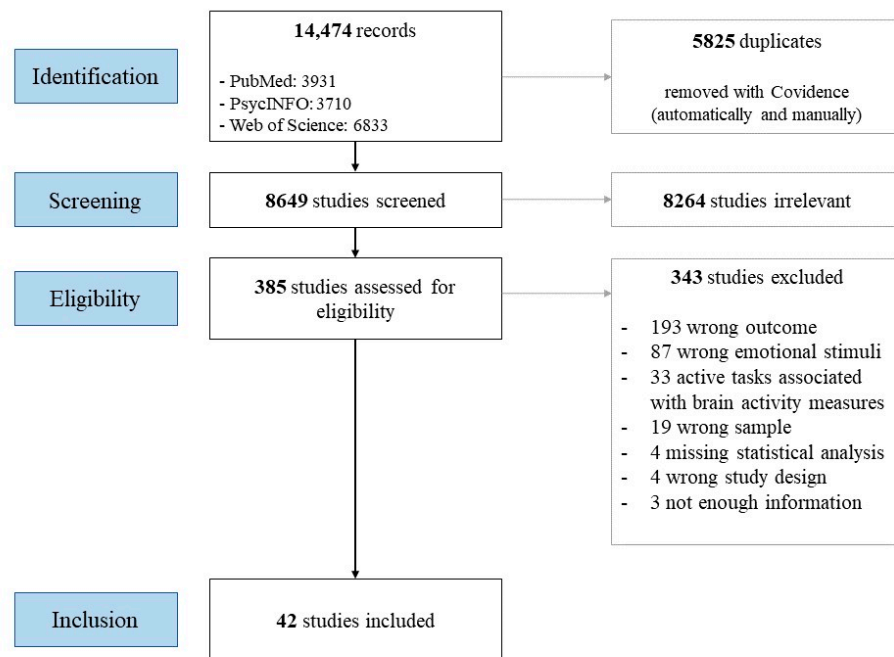 Identification
14,474 records
- PubMed: 3931
- PsycINFO: 3710
- Web of Science: 6833
5825 duplicates
removed with Covidence
(automatically and manually)
Screening
8649 studies screened
8264 studies irrelevant
Eligibility
385 studies assessed for
eligibility
343 studies excluded
- 193 wrong outcome
- 87 wrong emotional stimuli
- 33 active tasks associated
with brain activity measures
- 19 wrong sample
- 4 missing statistical analysis
- 4 wrong study design
- 3 not enough information
Inclusion
42 studies included